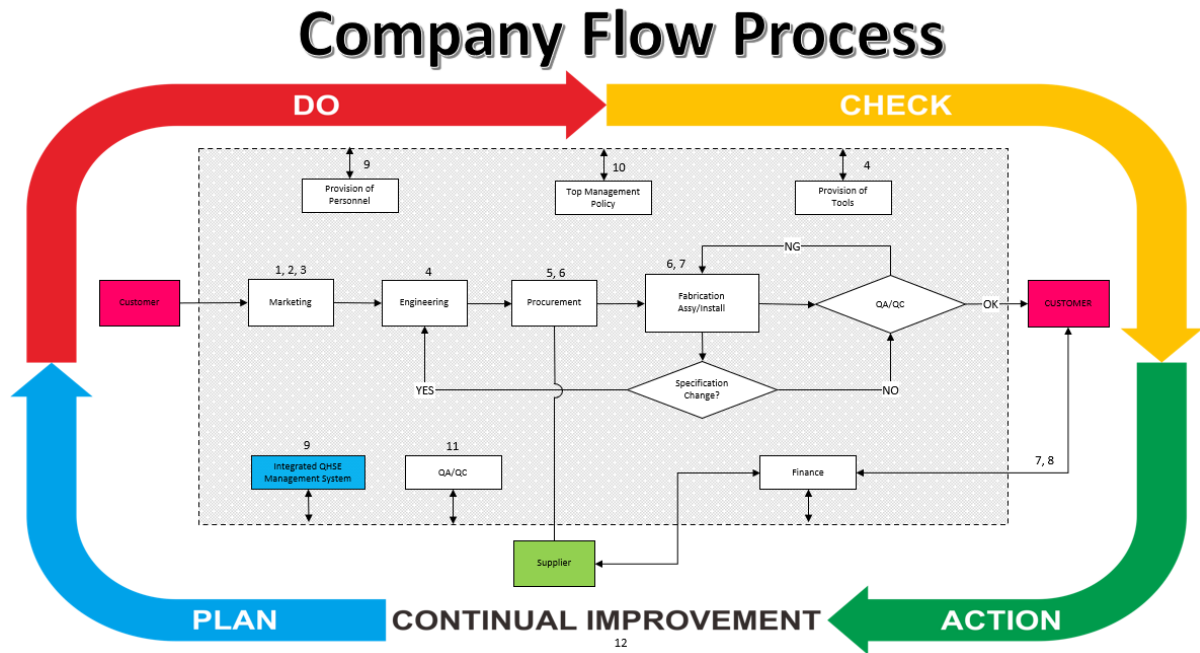 Company Flow Process
DO
CHECK
9
10
4
Provision of
Personnel
Top Management
Policy
Provision of
Tools
NG
1, 2, 3
4
5, 6
6, 7
Customer
Marketing
Engineering
Procurement
Fabrication
Assy/Install
QA/QC
OK
CUSTOMER
YES
Specification
Change?
NO
9
11
Integrated QHSE
Management System
QA/QC
Finance
7, 8
Supplier
PLAN
CONTINUAL IMPROVEMENT
ACTION
12